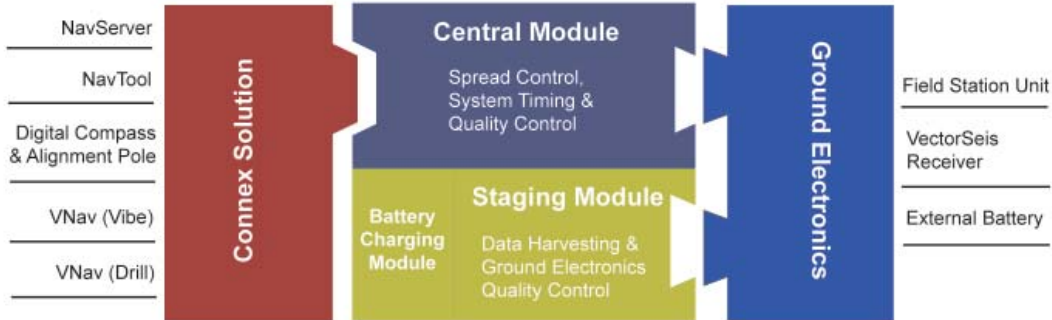 NavServer
NavTool
Digital Compass
& Alignment Pole
VNav (Vibe)
VNav (Drill)
Connex Solution
Central Module
Spread Control,
System Timing &
Quality Control
Battery
Charging
Module
Staging Module
Data Harvesting &
Ground Electronics
Quality Control
Ground Electronics
Field Station Unit
VectorSeis
Receiver
External Battery